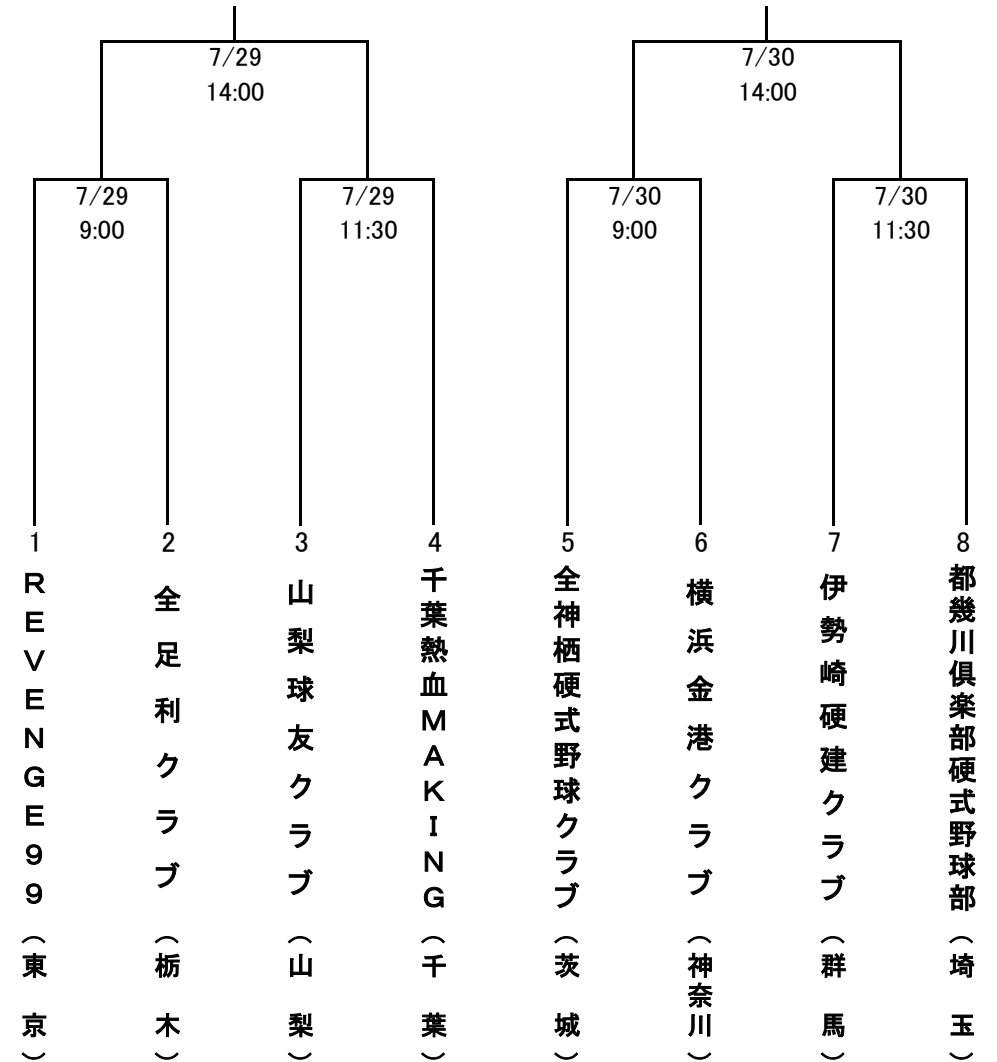 7/29
14:00
7/30
14:00
7/29
9:00
7/29
11:30
7/30
9:00
7/30
11:30
1
2
3
4
5
6
7
8
REVENGE99(東京)
全足利クラブ(栃木)
山梨球友クラブ(山梨)
千葉熱血MAKING(千葉)
全神栖硬式野球クラブ(茨城)
横浜金港クラブ(神奈川)
伊勢崎硬建クラブ(群馬)
都幾川倶楽部硬式野球部(埼玉)